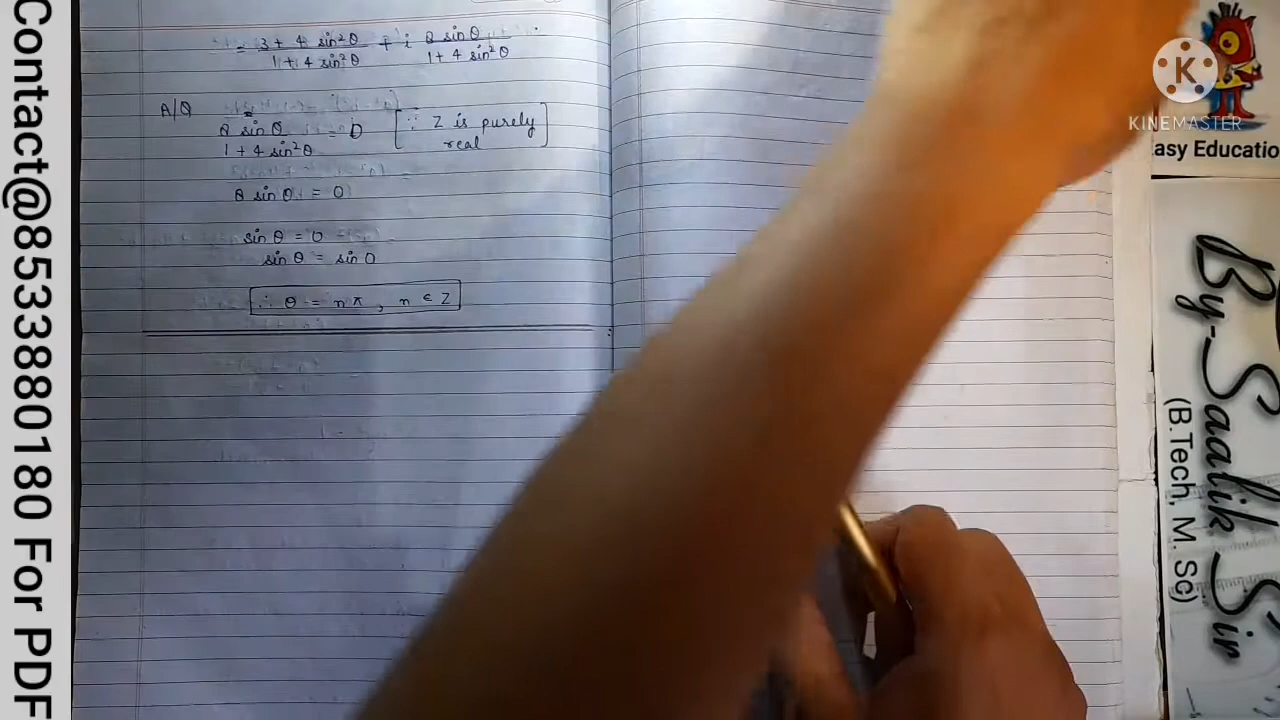 = 3 + 4 sin²θ / 1 + 4 sin²θ + i 8 sin θ / 1 + 4 sin²θ
A/Q
8 sin θ / 1 + 4 sin²θ = 0 [∵ Z is purely real]
8 sin θ = 0
sin θ = 0
sin θ = sin 0
∴ θ = nπ, n ∈ Z
Contact@8533880180 For PDF
K
KINEMASTER
asy Educatio
By-Saalik Sir
(B.Tech, M. Sc)